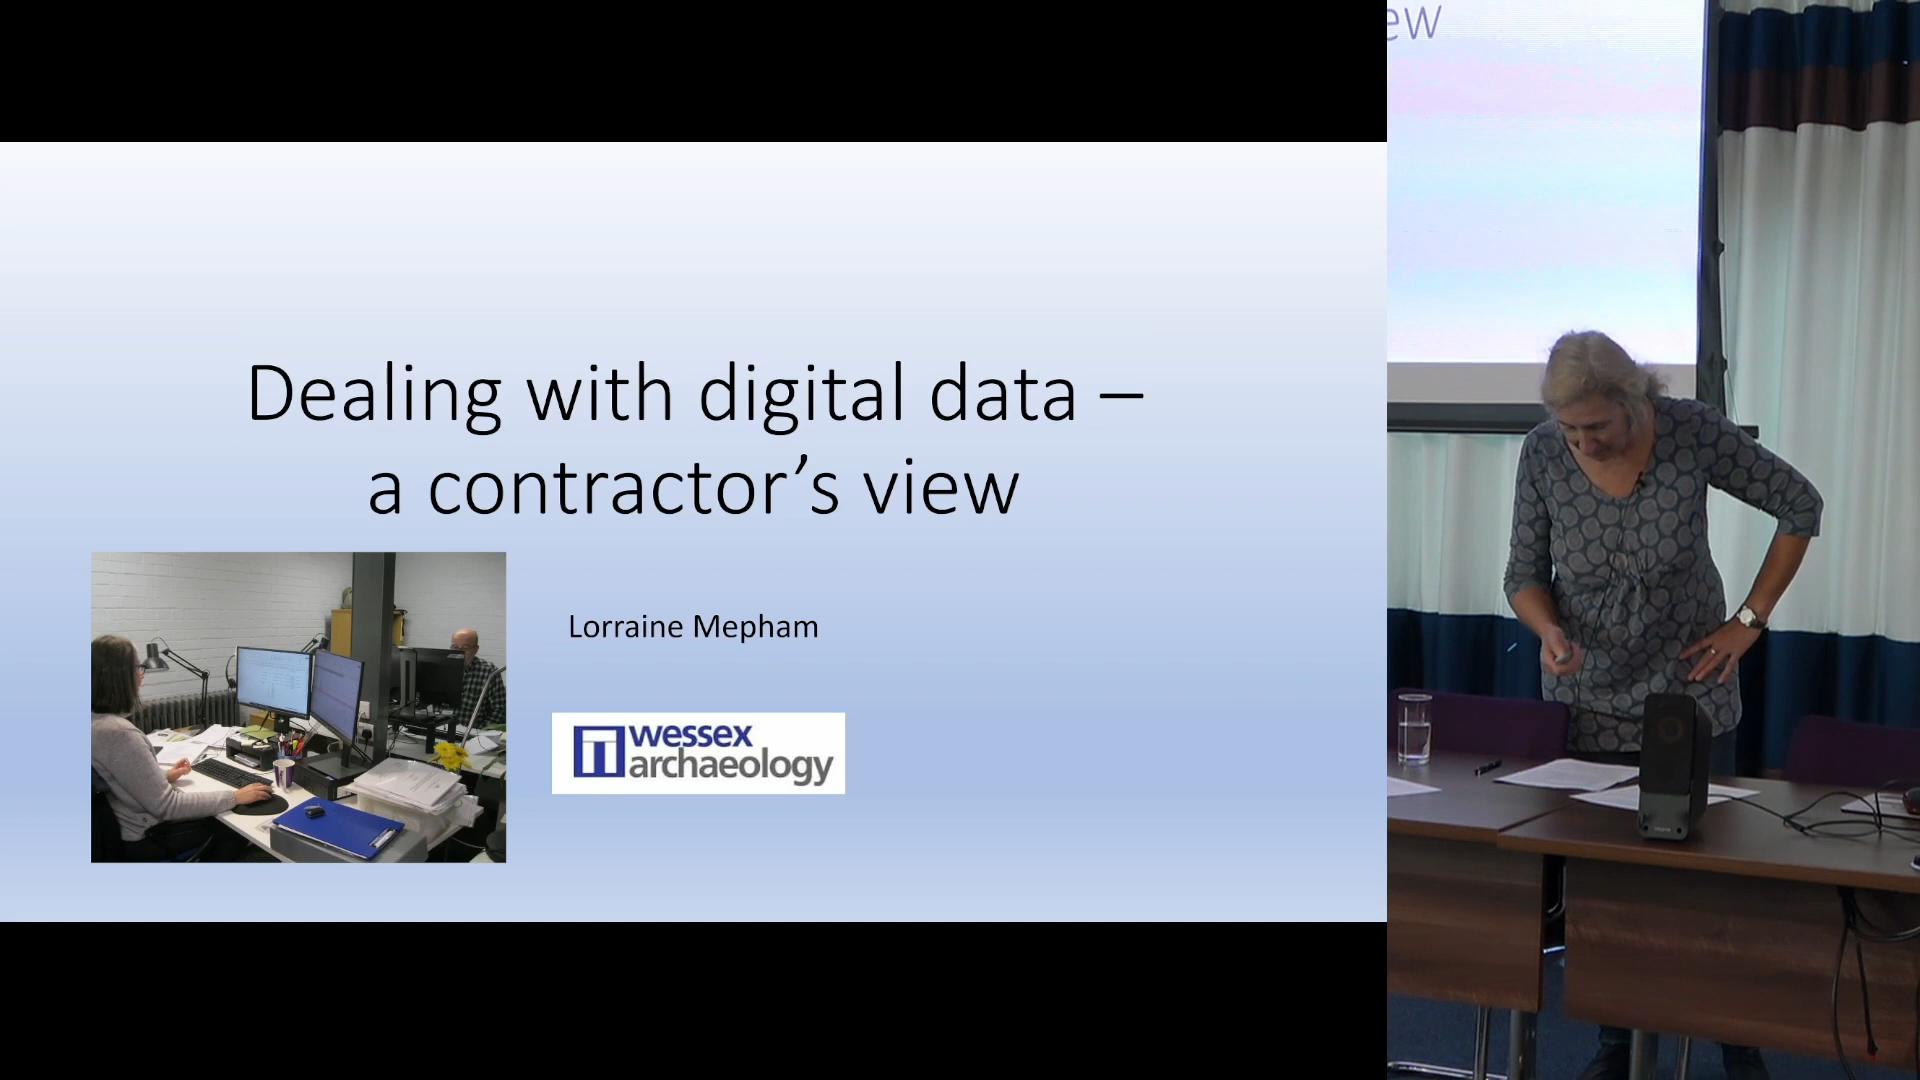 Dealing with digital data –
a contractor’s view
Lorraine Mepham
wessex
archaeology
ew